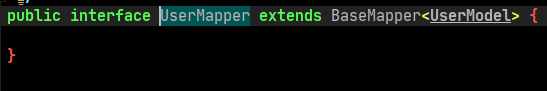 public interface UserMapper extends BaseMapper<UserModel> {
}